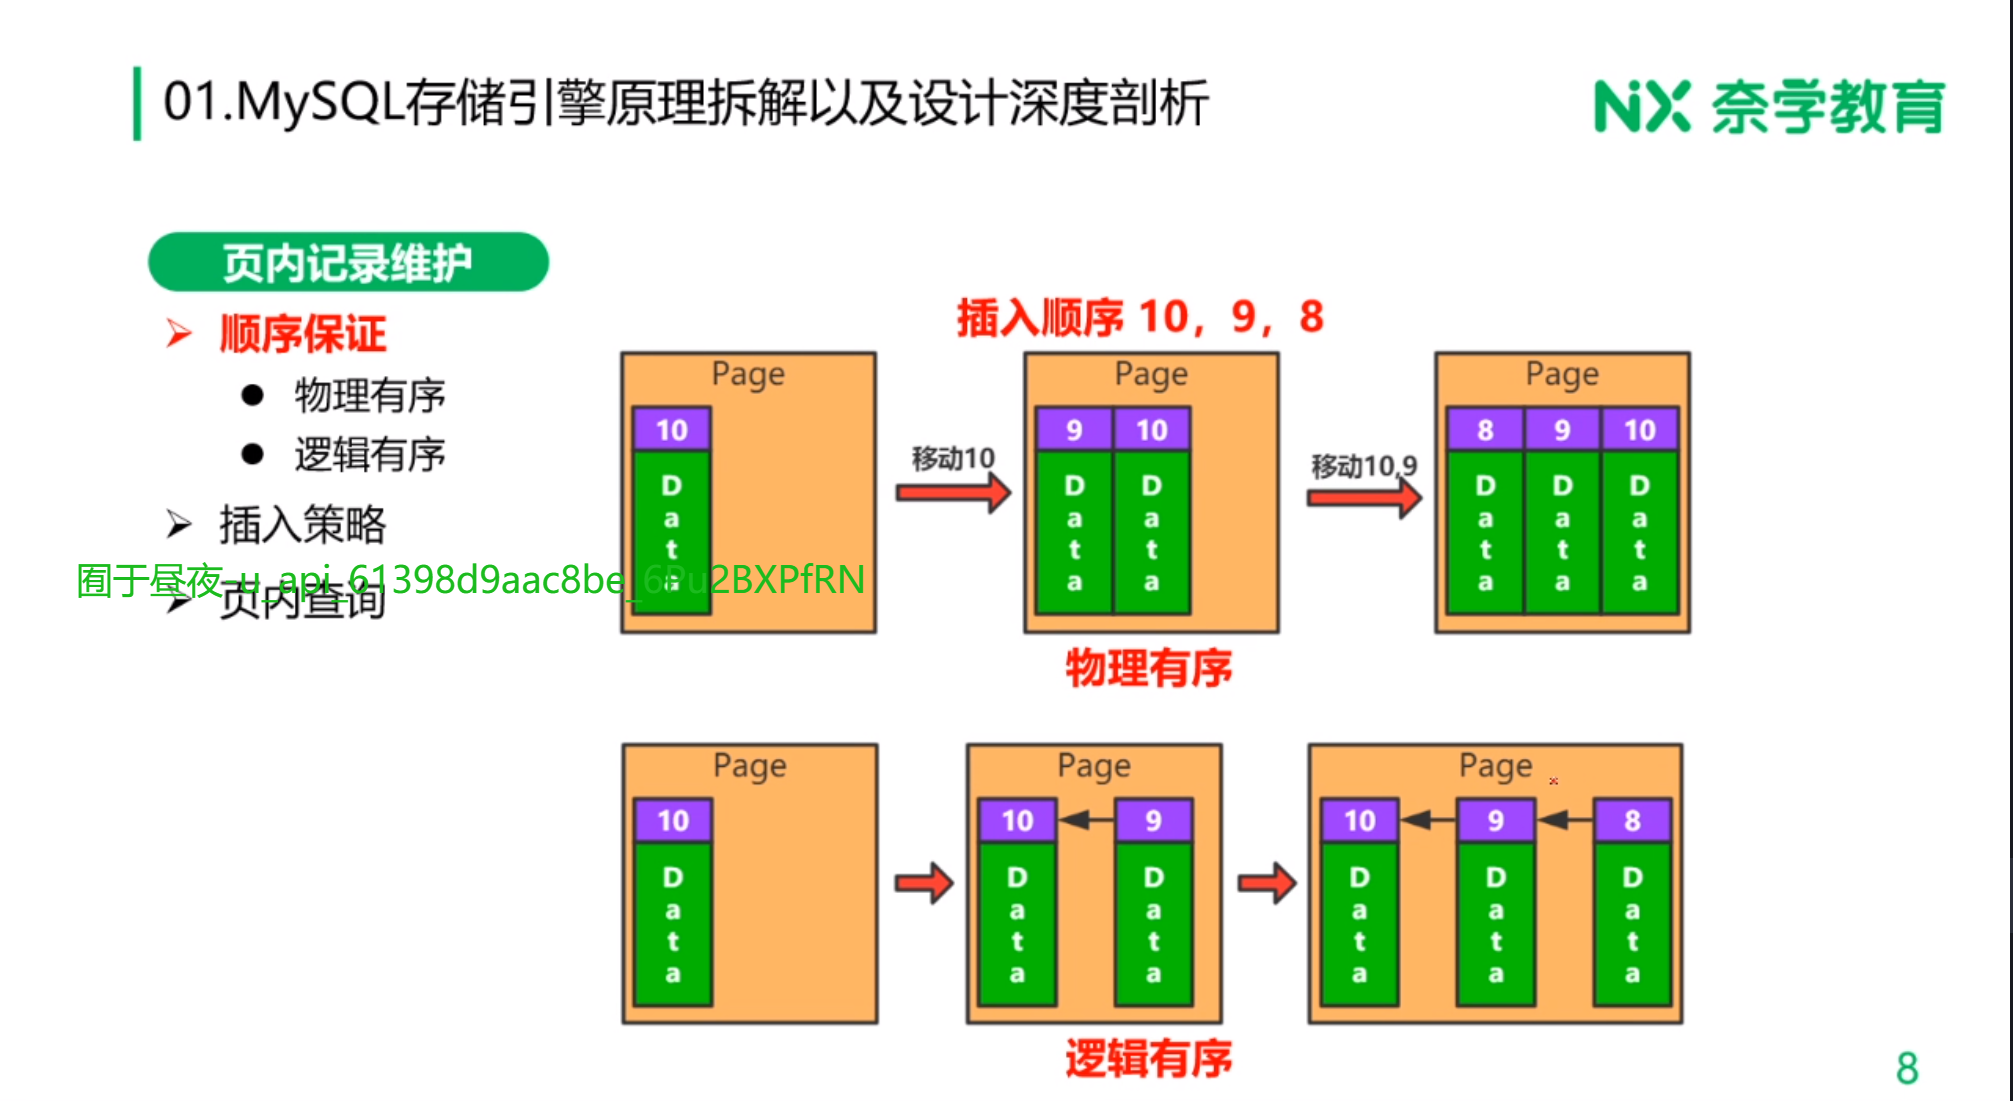 01.MySQL存储引擎原理拆解以及设计深度剖析
NX 奈学教育
页内记录维护
顺序保证
物理有序
逻辑有序
插入策略
页内查询
囿于昼夜-u_api_61398d9aac8be_6Pu2BXPfRN
插入顺序 10，9，8
Page
10
Data
移动10
Page
9 10
Data Data
移动10,9
Page
8 9 10
Data Data Data
物理有序
Page
10
Data
Page
10 9
Data Data
Page
10 9 8
Data Data Data
逻辑有序
8